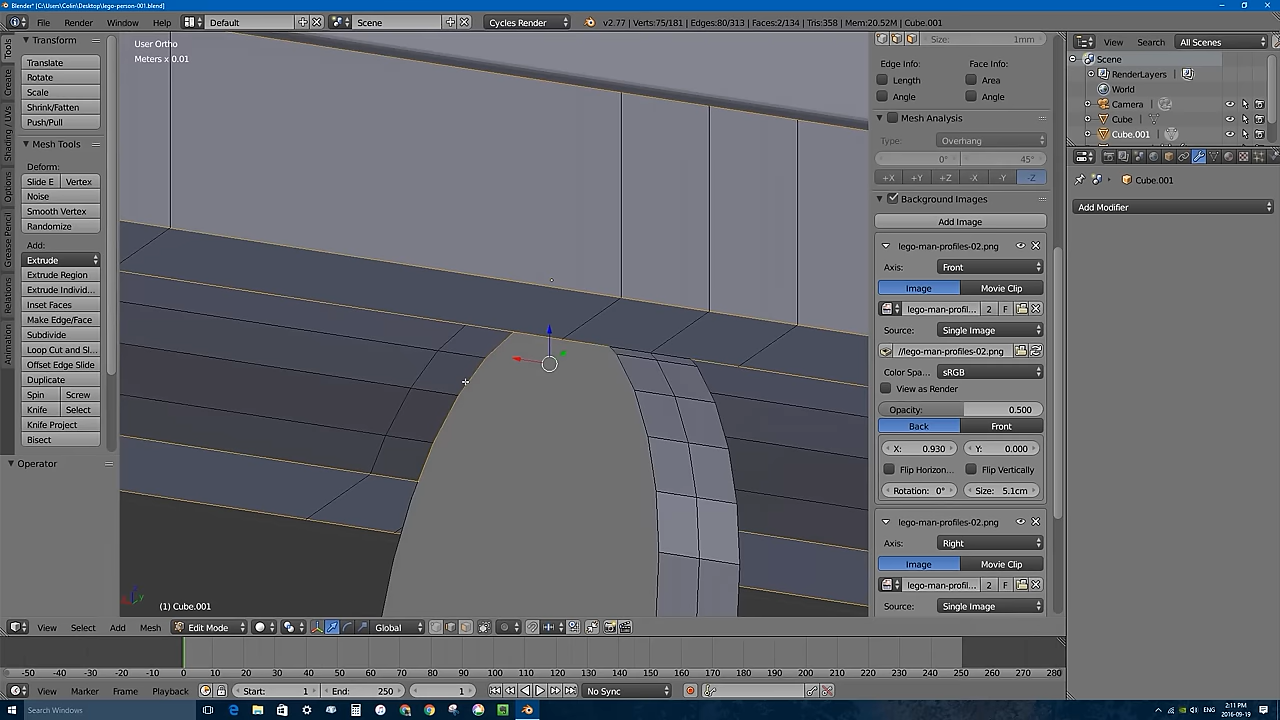 Blender* [C:\Users\Colin\Desktop\lego-person-001.blend]
File Render Window Help Default Scene Cycles Render v2.77 | Verts:75/181 | Edges:80/313 | Faces:2/134 | Tris:358 | Mem:20.52M | Cube.001
Tools
Create
Shading / UVs
Options
Grease Pencil
Relations
Animation
Transform
Translate
Rotate
Scale
Shrink/Fatten
Push/Pull
Mesh Tools
Deform:
Slide E Vertex
Noise
Smooth Vertex
Randomize
Add:
Extrude
Extrude Region
Extrude Individ...
Inset Faces
Make Edge/Face
Subdivide
Loop Cut and Sl...
Offset Edge Slide
Duplicate
Spin Screw
Knife Select
Knife Project
Bisect
Operator
User Ortho
Meters x 0.01
(1) Cube.001
Size: 1mm
Edge Info: Face Info:
Length Area
Angle Angle
Mesh Analysis
Type: Overhang
0° 45°
+X +Y +Z -X -Y -Z
Background Images
Add Image
lego-man-profiles-02.png
Axis: Front
Image Movie Clip
lego-man-profil... 2 F
Source: Single Image
//lego-man-profiles-02.png
Color Spa... sRGB
View as Render
Opacity: 0.500
Back Front
X: 0.930 Y: 0.000
Flip Horizon... Flip Vertically
Rotation: 0° Size: 5.1cm
lego-man-profiles-02.png
Axis: Right
Image Movie Clip
lego-man-profil... 2 F
Source: Single Image
View Search All Scenes
Scene
RenderLayers
World
Camera
Cube
Cube.001
Cube.001
Add Modifier
View Select Add Mesh Edit Mode Global
-50 -40 -30 -20 -10 0 10 20 30 40 50 60 70 80 90 100 110 120 130 140 150 160 170 180 190 200 210 220 230 240 250 260 270 280
View Marker Frame Playback Start: 1 End: 250 1 No Sync
Search Windows
ENG
2:11 PM
2016-09-19